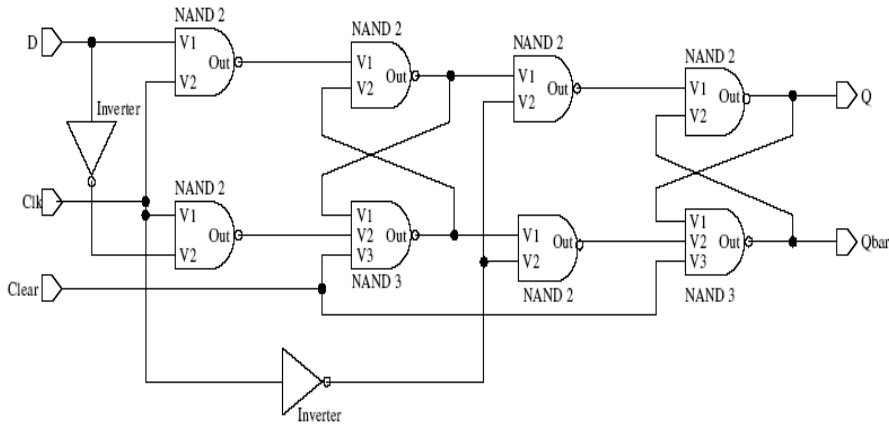 NAND 2
NAND 2
NAND 2
NAND 2
D
V1
Out
V2
V1
Out
V2
V1
Out
V2
V1
Out
V2
Q
Inverter
Clk
NAND 2
V1
Out
V2
V1
V2
Out
V3
NAND 3
V1
Out
V2
NAND 2
V1
V2
Out
V3
NAND 3
Qbar
Clear
Inverter